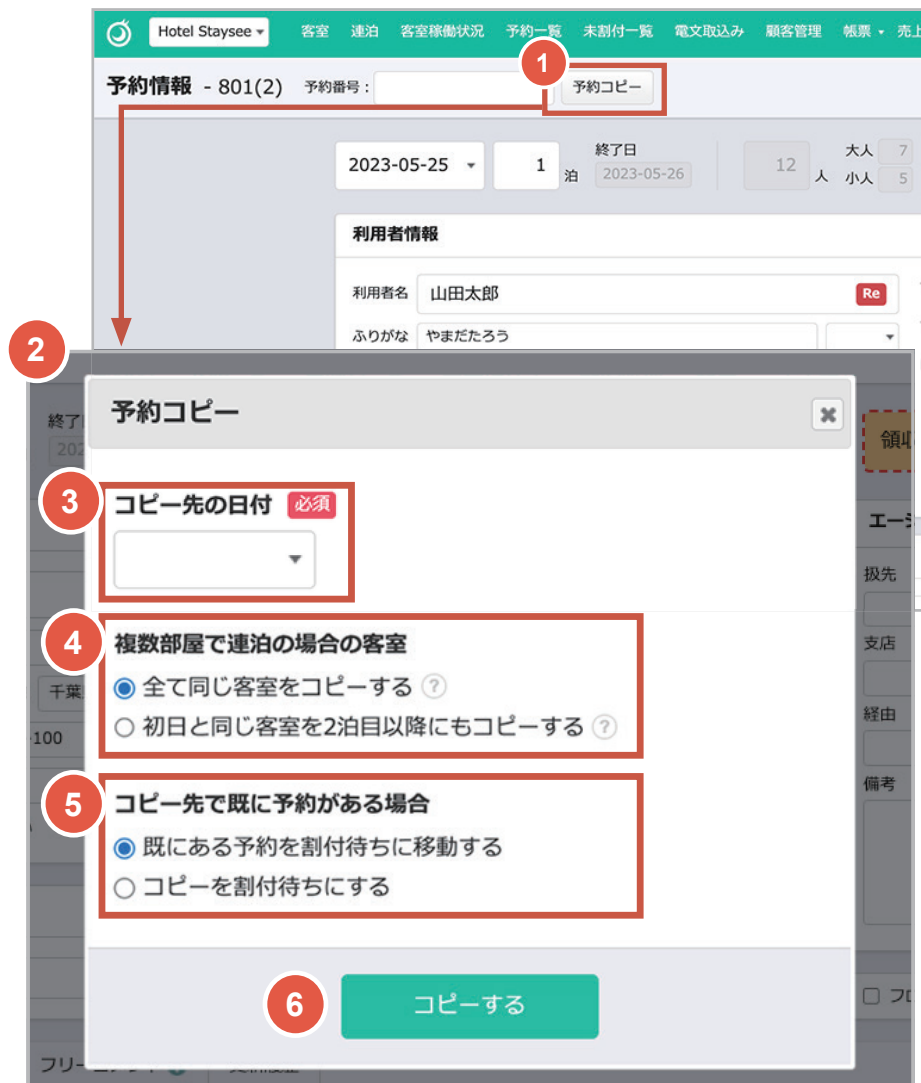 Hotel Staysee 客室 連泊 客室稼働状況 予約一覧 未割付一覧 電文取込み 顧客管理 帳票 売上
1
予約情報 - 801(2) 予約番号： 予約コピー
2023-05-25 1 泊 終了日 2023-05-26 12 人 大人 7 小人 5
利用者情報
利用者名 山田太郎 Re
ふりがな やまだたろう
2
予約コピー
終了
202
領収
3
コピー先の日付 必須
エージ
扱先
4
複数部屋で連泊の場合の客室
支店
千葉
全て同じ客室をコピーする ?
初日と同じ客室を2泊目以降にもコピーする ?
100
経由
5
コピー先で既に予約がある場合
備考
既にある予約を割付待ちに移動する
コピーを割付待ちにする
6
コピーする
フリー